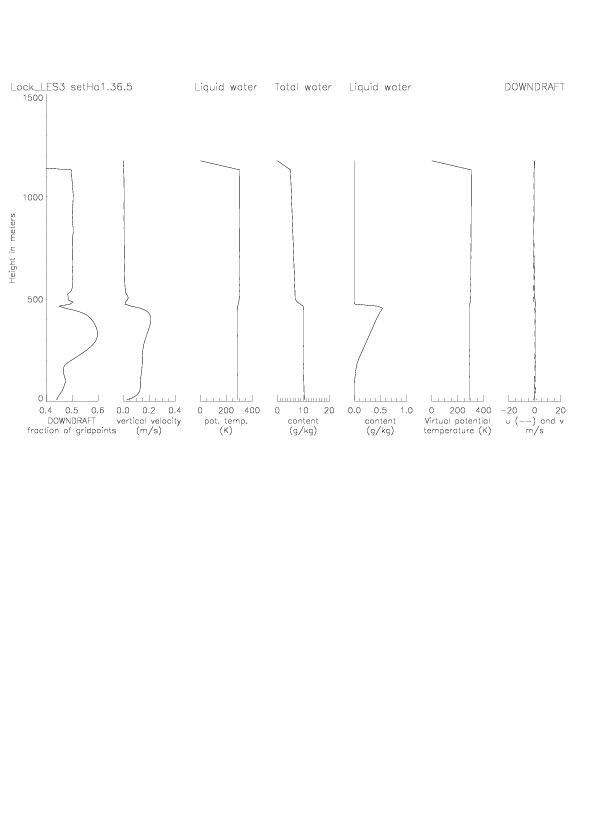 Lock_LES3 setHa1.36.5 Liquid water Total water Liquid water DOWNDRAFT
1500
1000
500
0
Height in meters
0.4 0.5 0.6 0.0 0.2 0.4 0 200 400 0 10 20 0.0 0.5 1.0 0 200 400 -20 0 20
DOWNDRAFT vertical velocity pot. temp. content content Virtual potential u (--) and v
fraction of gridpoints (m/s) (K) (g/kg) (g/kg) temperature (K) m/s